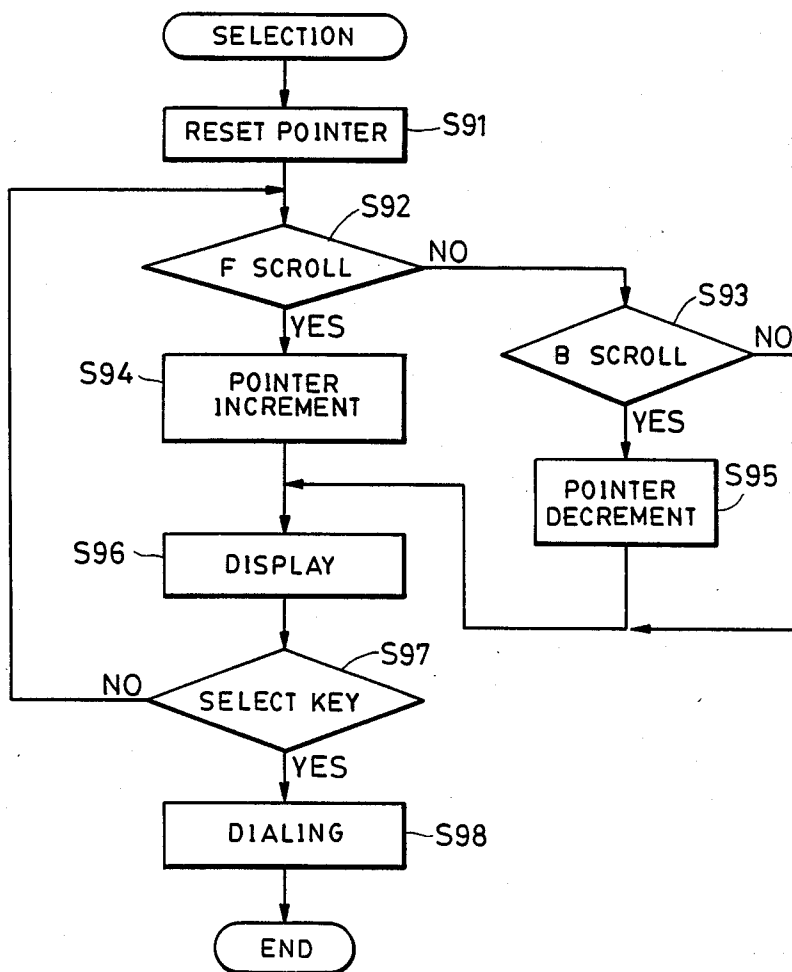 SELECTION
RESET POINTER
S91
S92
F SCROLL
NO
YES
S93
B SCROLL
NO
YES
S94
POINTER
INCREMENT
S95
POINTER
DECREMENT
S96
DISPLAY
S97
SELECT KEY
NO
YES
DIALING
S98
END